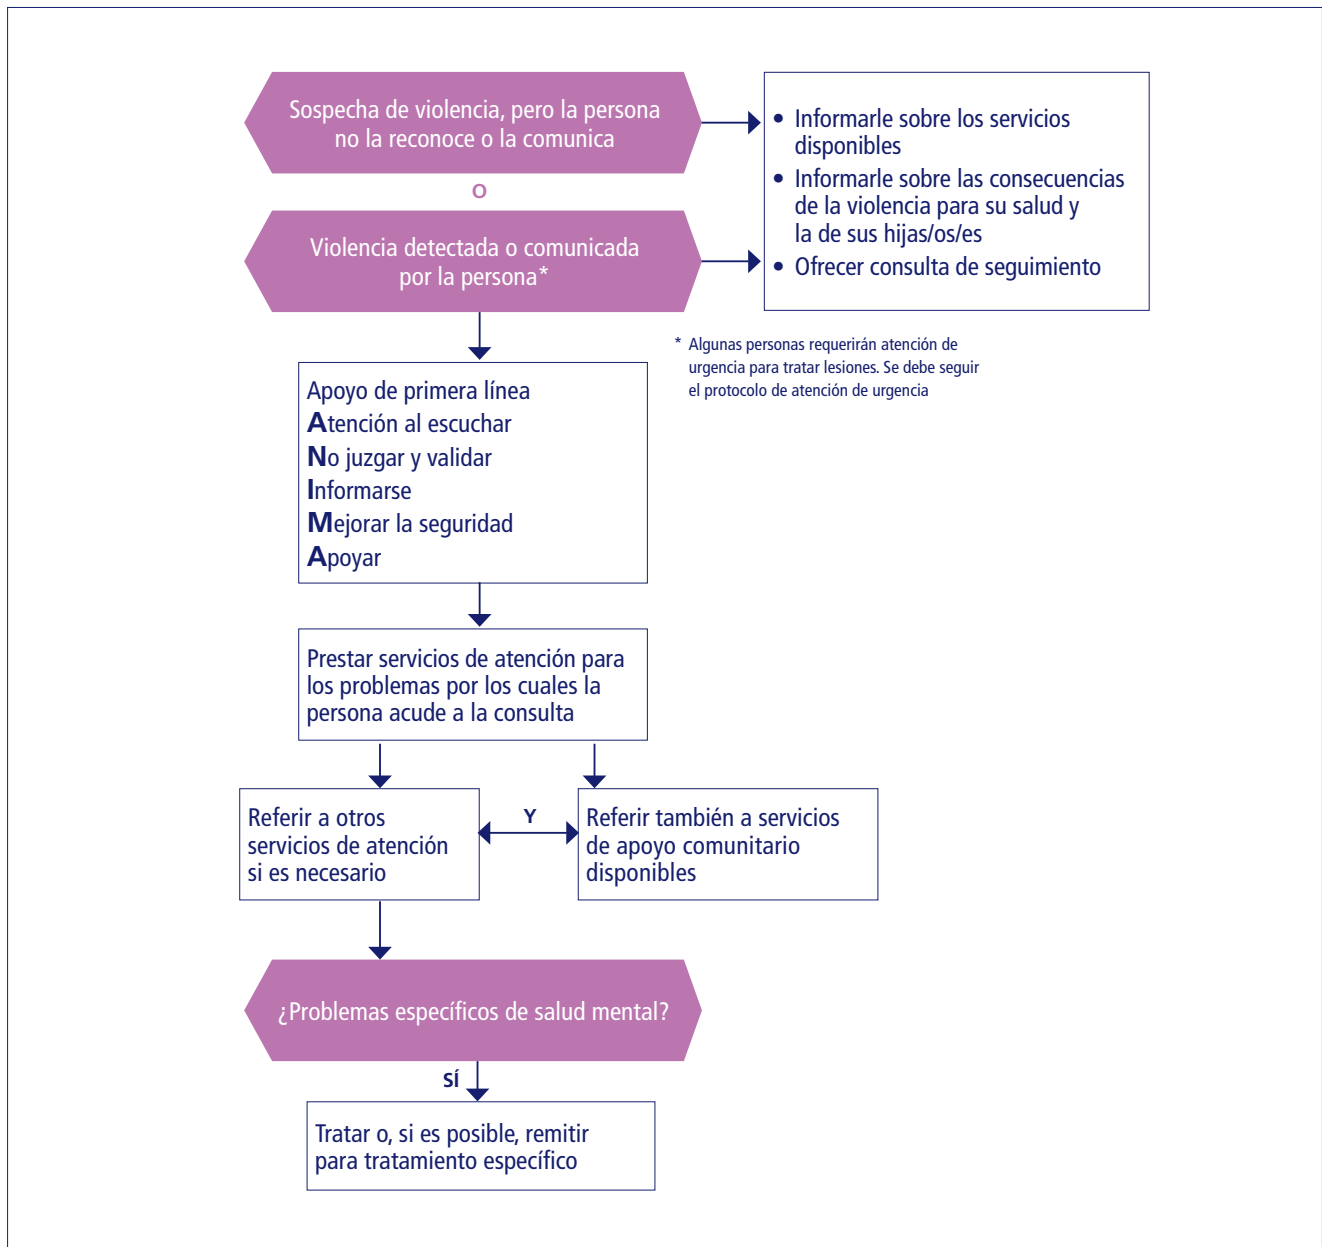 Sospecha de violencia, pero la persona
no la reconoce o la comunica
O
Violencia detectada o comunicada
por la persona*
• Informarle sobre los servicios
disponibles
• Informarle sobre las consecuencias
de la violencia para su salud y
la de sus hijas/os/es
• Ofrecer consulta de seguimiento
* Algunas personas requerirán atención de
urgencia para tratar lesiones. Se debe seguir
el protocolo de atención de urgencia
Apoyo de primera línea
Atención al escuchar
No juzgar y validar
Informarse
Mejorar la seguridad
Apoyar
Prestar servicios de atención para
los problemas por los cuales la
persona acude a la consulta
Referir a otros
servicios de atención
si es necesario
Y
Referir también a servicios
de apoyo comunitario
disponibles
¿Problemas específicos de salud mental?
SÍ
Tratar o, si es posible, remitir
para tratamiento específico